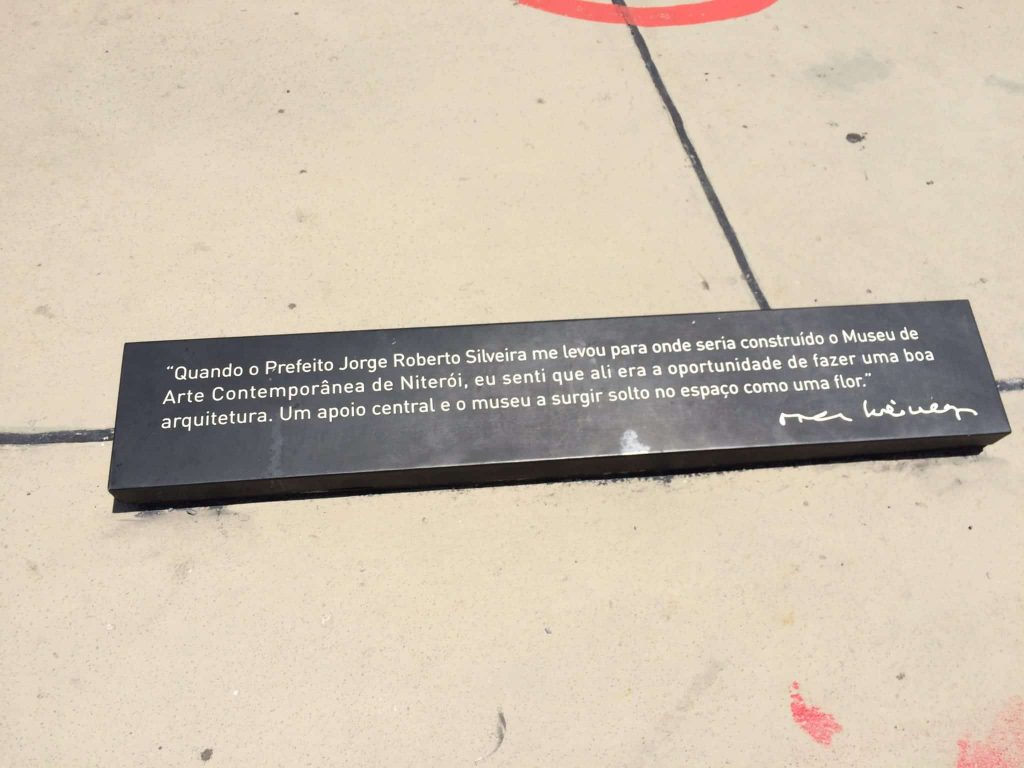 “Quando o Prefeito Jorge Roberto Silveira me levou para onde seria construído o Museu de
Arte Contemporânea de Niterói, eu senti que ali era a oportunidade de fazer uma boa
arquitetura. Um apoio central e o museu a surgir solto no espaço como uma flor.”